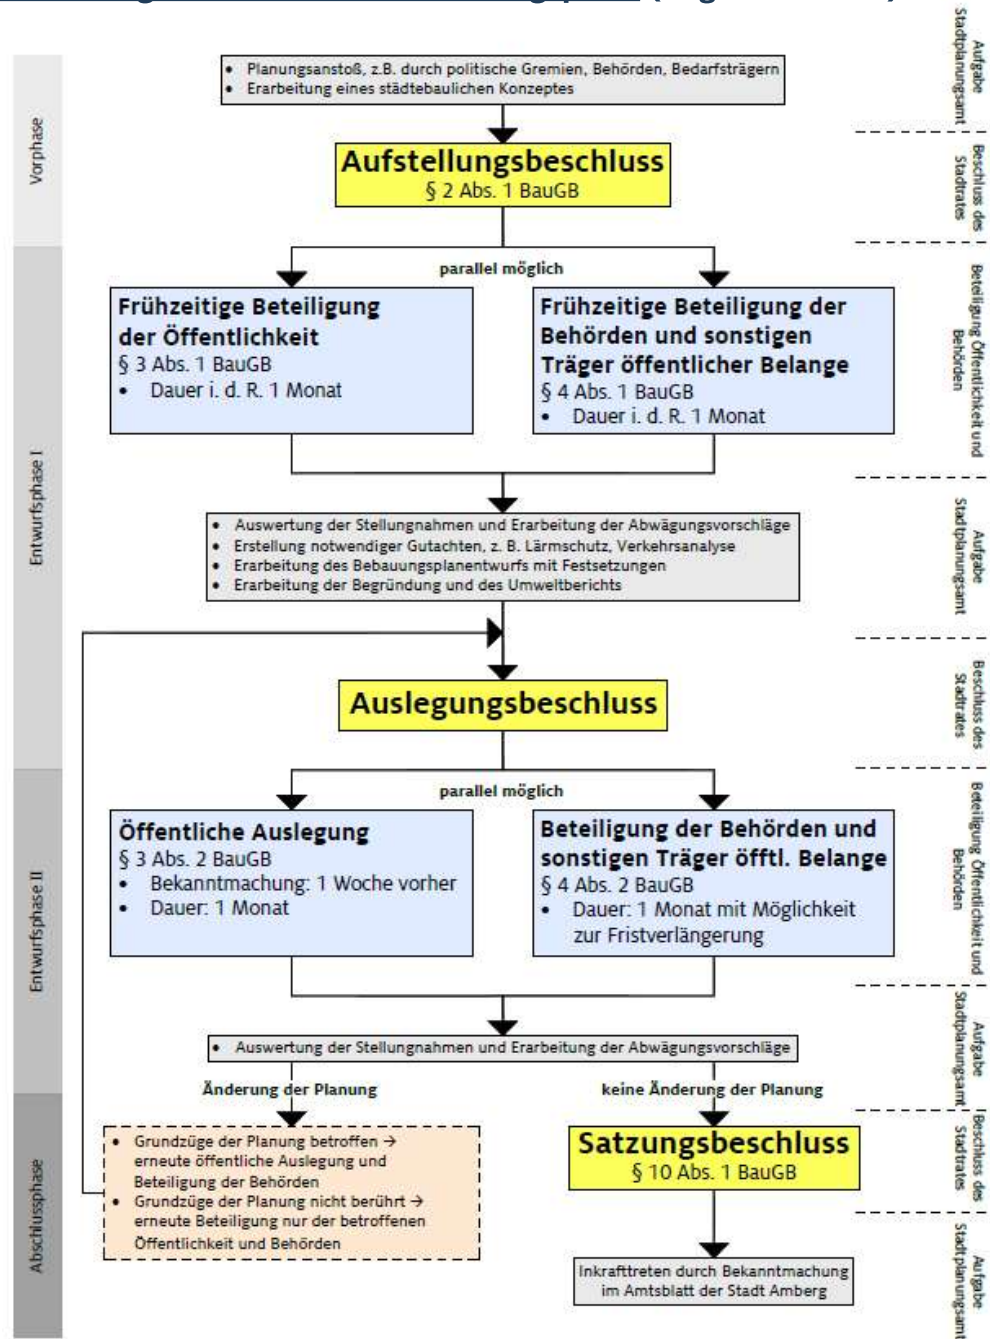 Aufgabe
Stadtplanungsamt
• Planungsanstoß, z.B. durch politische Gremien, Behörden, Bedarfsträgern
• Erarbeitung eines städtebaulichen Konzeptes
Vorphase
Aufstellungsbeschluss
§ 2 Abs. 1 BauGB
Beschluss des
Stadtrates
parallel möglich
Frühzeitige Beteiligung
der Öffentlichkeit
§ 3 Abs. 1 BauGB
• Dauer i. d. R. 1 Monat
Frühzeitige Beteiligung der
Behörden und sonstigen
Träger öffentlicher Belange
§ 4 Abs. 1 BauGB
• Dauer i. d. R. 1 Monat
Beteiligung Öffentlichkeit und
Behörden
Entwurfsphase I
• Auswertung der Stellungnahmen und Erarbeitung der Abwägungsvorschläge
• Erstellung notwendiger Gutachten, z. B. Lärmschutz, Verkehrsanalyse
• Erarbeitung des Bebauungsplanentwurfs mit Festsetzungen
• Erarbeitung der Begründung und des Umweltberichts
Aufgabe
Stadtplanungsamt
Auslegungsbeschluss
Beschluss des
Stadtrates
parallel möglich
Öffentliche Auslegung
§ 3 Abs. 2 BauGB
• Bekanntmachung: 1 Woche vorher
• Dauer: 1 Monat
Beteiligung der Behörden und
sonstigen Träger öfftl. Belange
§ 4 Abs. 2 BauGB
• Dauer: 1 Monat mit Möglichkeit
zur Fristverlängerung
Beteiligung Öffentlichkeit und
Behörden
Entwurfsphase II
• Auswertung der Stellungnahmen und Erarbeitung der Abwägungsvorschläge
Aufgabe
Stadtplanungsamt
Änderung der Planung
keine Änderung der Planung
• Grundzüge der Planung betroffen →
erneute öffentliche Auslegung und
Beteiligung der Behörden
• Grundzüge der Planung nicht berührt →
erneute Beteiligung nur der betroffenen
Öffentlichkeit und Behörden
Satzungsbeschluss
§ 10 Abs. 1 BauGB
Beschluss des
Stadtrates
Abschlussphase
Inkrafttreten durch Bekanntmachung
im Amtsblatt der Stadt Amberg
Aufgabe
Stadtplanungsamt